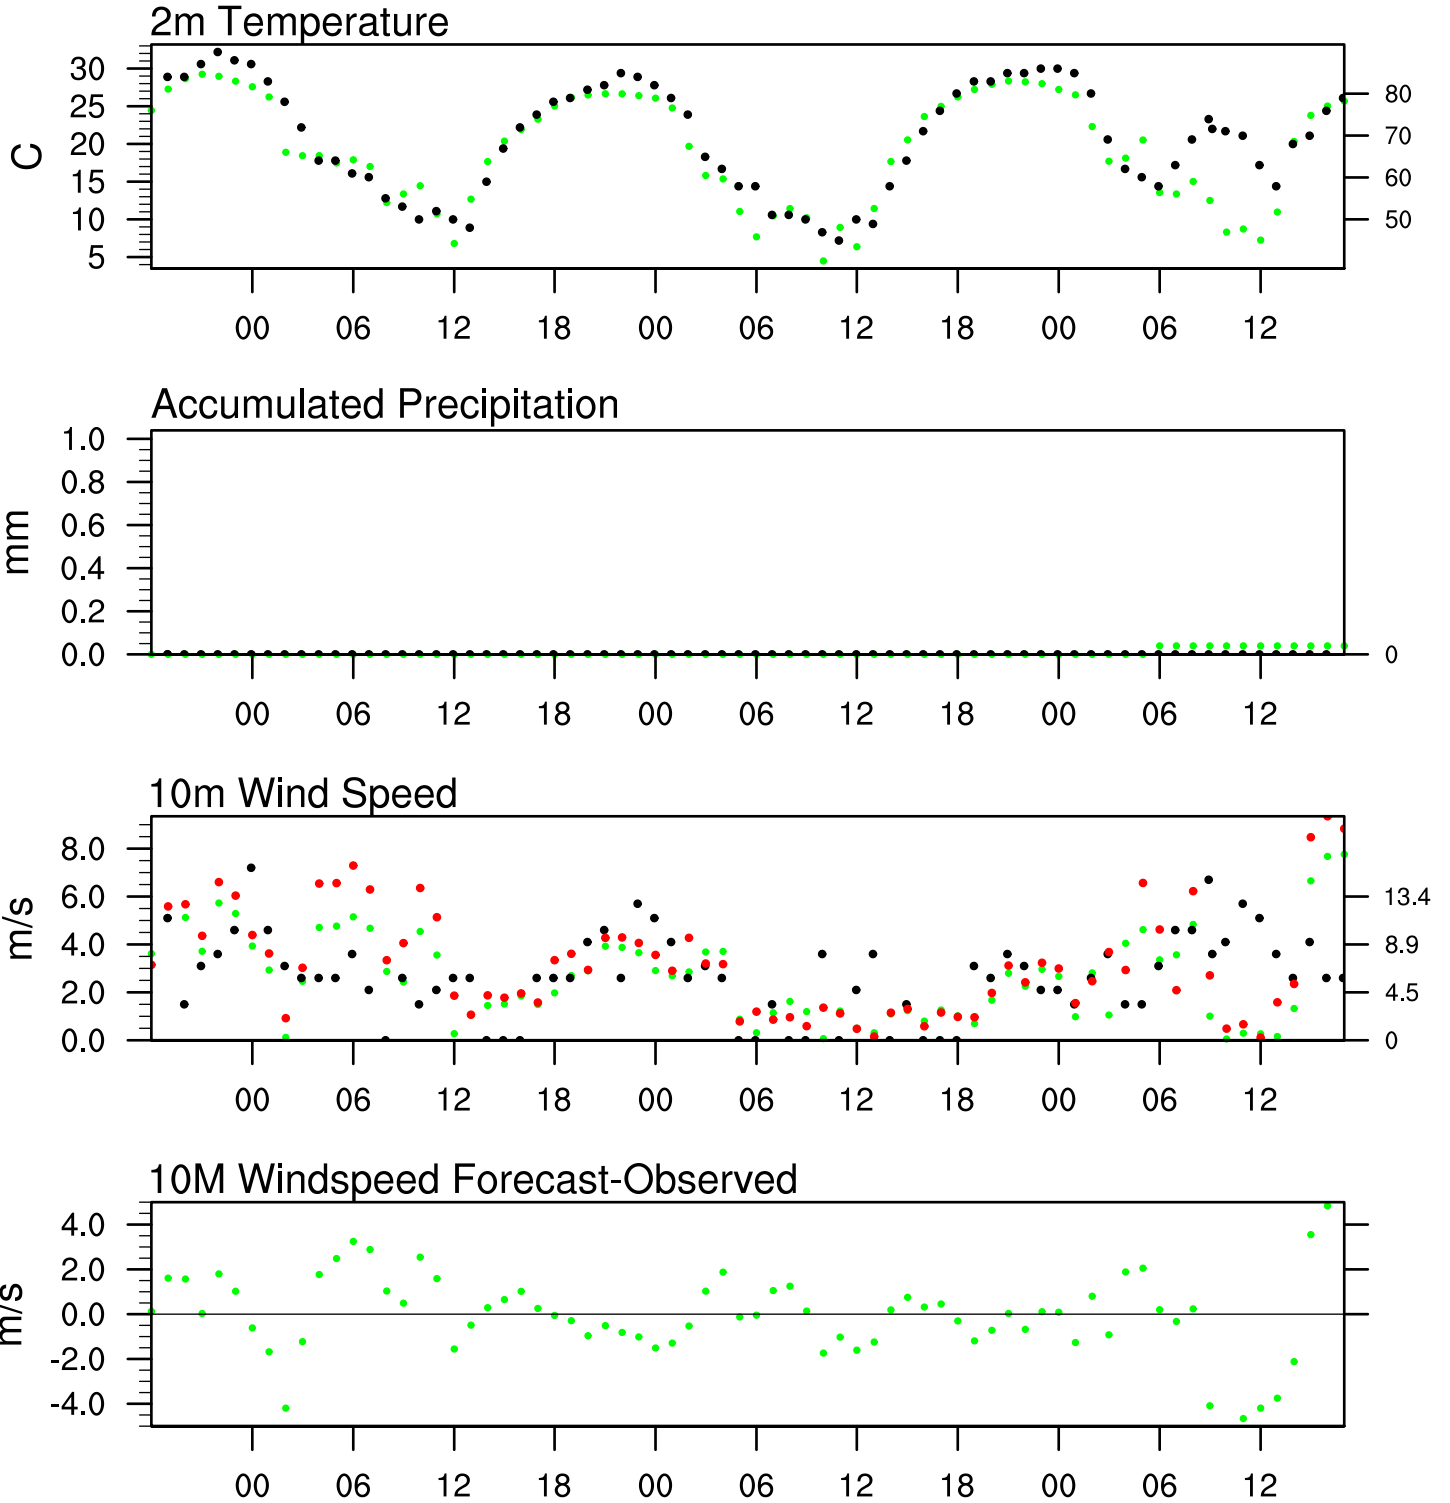 2m Temperature
30
25
20
15
10
5
C
80
70
60
50
00 06 12 18 00 06 12 18 00 06 12
Accumulated Precipitation
1.0
0.8
0.6
0.4
0.2
0.0
mm
0
00 06 12 18 00 06 12 18 00 06 12
10m Wind Speed
8.0
6.0
4.0
2.0
0.0
m/s
13.4
8.9
4.5
0
00 06 12 18 00 06 12 18 00 06 12
10M Windspeed Forecast-Observed
4.0
2.0
0.0
-2.0
-4.0
m/s
00 06 12 18 00 06 12 18 00 06 12